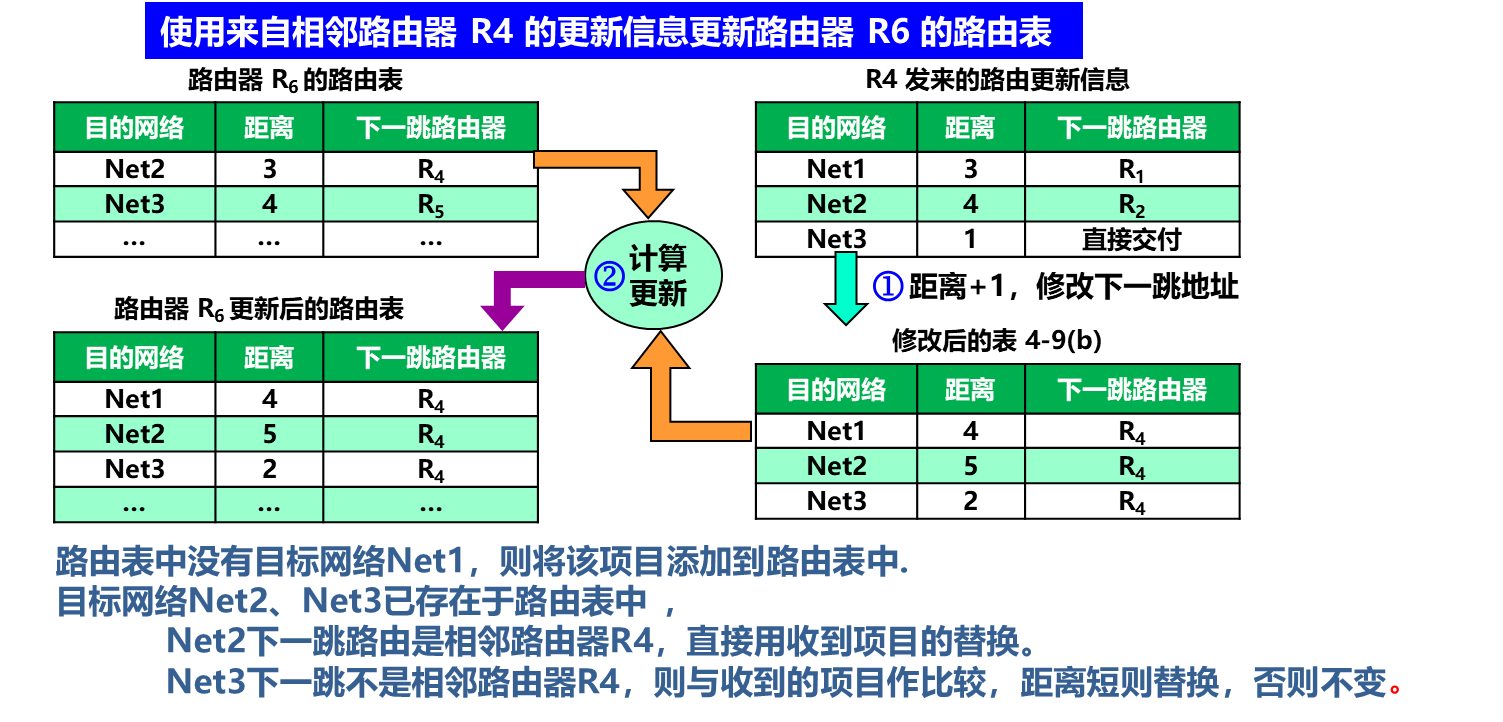 使用来自相邻路由器 R4 的更新信息更新路由器 R6 的路由表
路由器 R6 的路由表
目的网络 距离 下一跳路由器
Net2 3 R4
Net3 4 R5
... ... ...
R4 发来的路由更新信息
目的网络 距离 下一跳路由器
Net1 3 R1
Net2 4 R2
Net3 1 直接交付
② 计算
更新
① 距离+1，修改下一跳地址
路由器 R6 更新后的路由表
目的网络 距离 下一跳路由器
Net1 4 R4
Net2 5 R4
Net3 2 R4
... ... ...
修改后的表 4-9(b)
目的网络 距离 下一跳路由器
Net1 4 R4
Net2 5 R4
Net3 2 R4
路由表中没有目标网络Net1，则将该项目添加到路由表中.
目标网络Net2、Net3已存在于路由表中 ，
Net2下一跳路由是相邻路由器R4，直接用收到项目的替换。
Net3下一跳不是相邻路由器R4，则与收到的项目作比较，距离短则替换，否则不变。